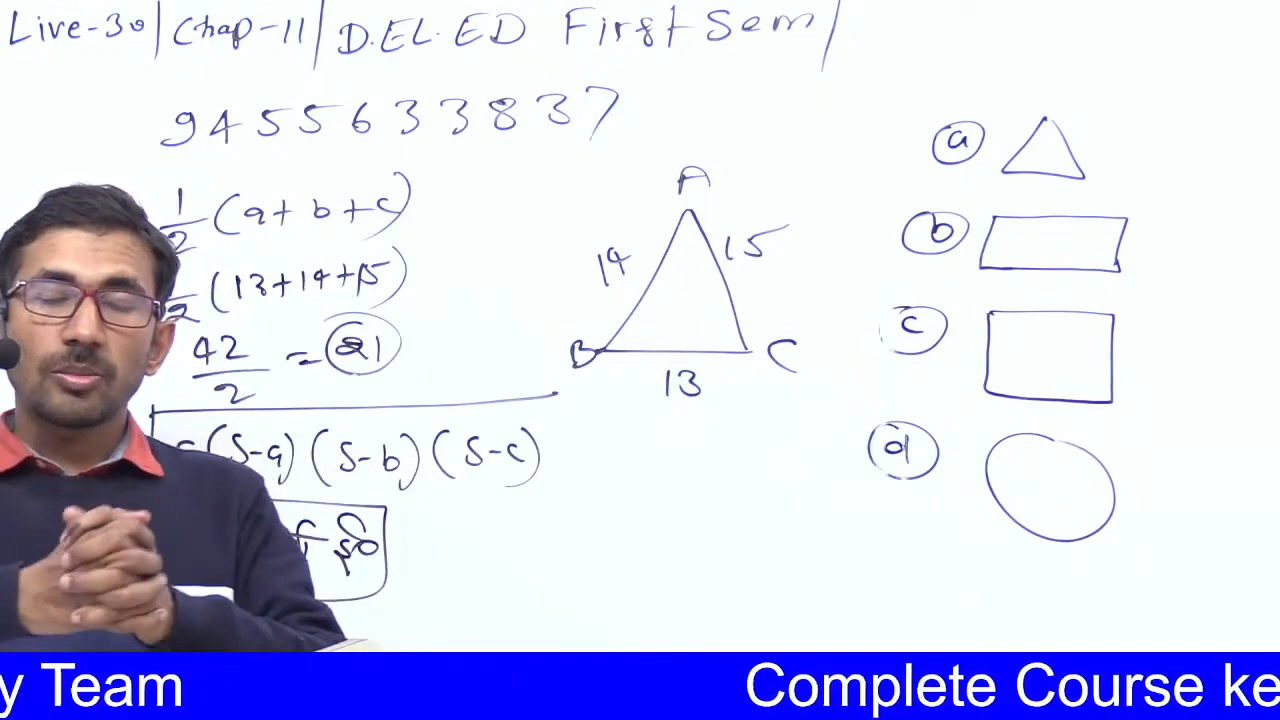 Live-30/Chap-11/D.EL.ED First Sem/
9455633837
1/2 (a+b+c)
(13+14+15)
42/2 = 21
(s-a)(s-b)(s-c)
A
14
15
B
C
13
a
b
c
d
y Team
Complete Course ke